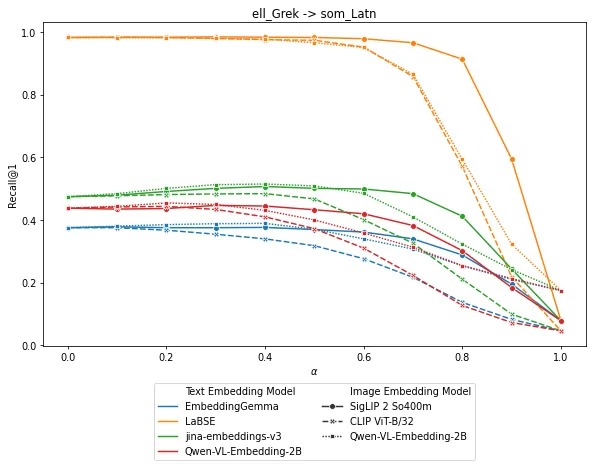 ell_Grek -> som_Latn
1.0
0.8
0.6
0.4
0.2
0.0
Recall@1
0.0 0.2 0.4 0.6 0.8 1.0
α
Text Embedding Model
EmbeddingGemma
LaBSE
jina-embeddings-v3
Qwen-VL-Embedding-2B
Image Embedding Model
SigLIP 2 So400m
CLIP ViT-B/32
Qwen-VL-Embedding-2B